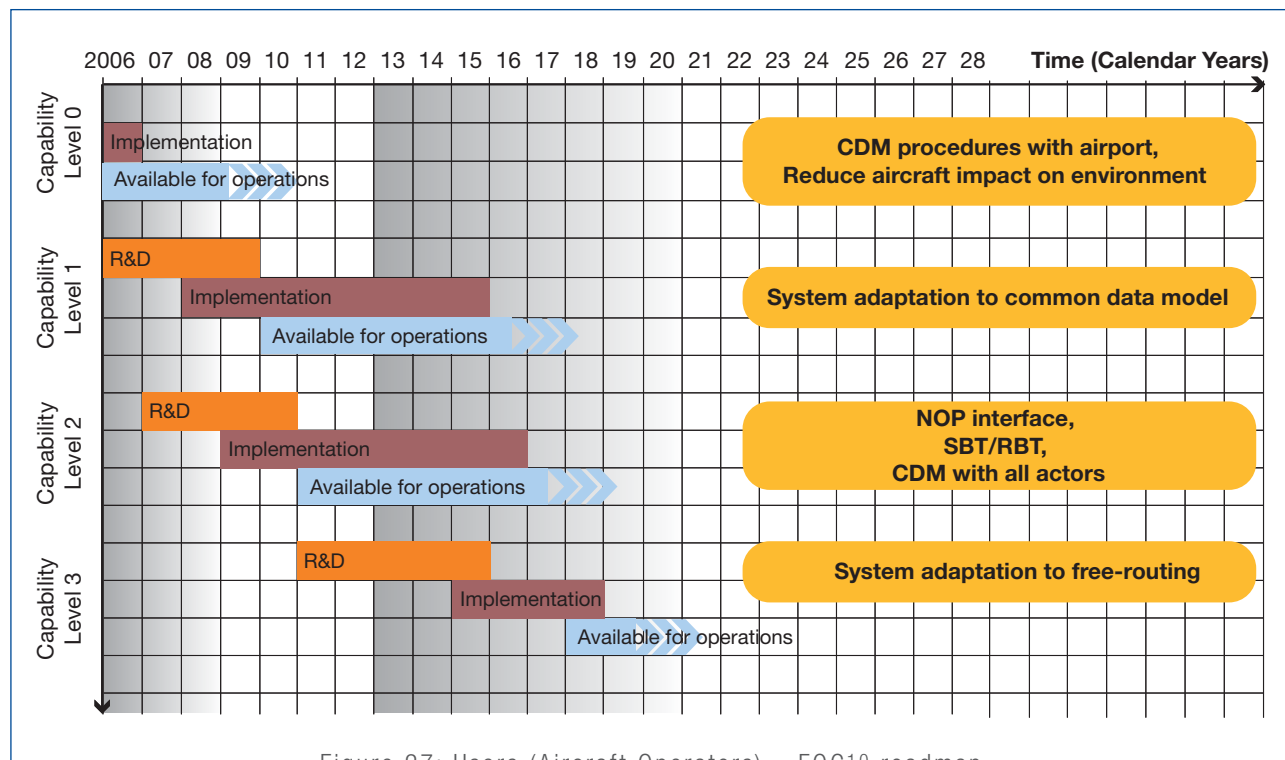 2006 07 08 09 10 11 12 13 14 15 16 17 18 19 20 21 22 23 24 25 26 27 28 Time (Calendar Years)
Capability
Level 0
Implementation
Available for operations
CDM procedures with airport,
Reduce aircraft impact on environment
Capability
Level 1
R&D
Implementation
Available for operations
System adaptation to common data model
Capability
Level 2
R&D
Implementation
Available for operations
NOP interface,
SBT/RBT,
CDM with all actors
Capability
Level 3
R&D
Implementation
Available for operations
System adaptation to free-routing
(Aircraft Operators) roadmap